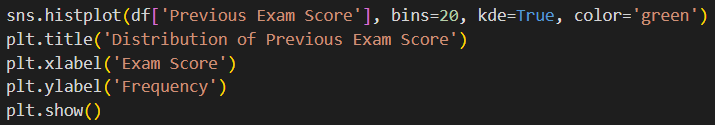 sns.histplot(df['Previous Exam Score'], bins=20, kde=True, color='green')
plt.title('Distribution of Previous Exam Score')
plt.xlabel('Exam Score')
plt.ylabel('Frequency')
plt.show()